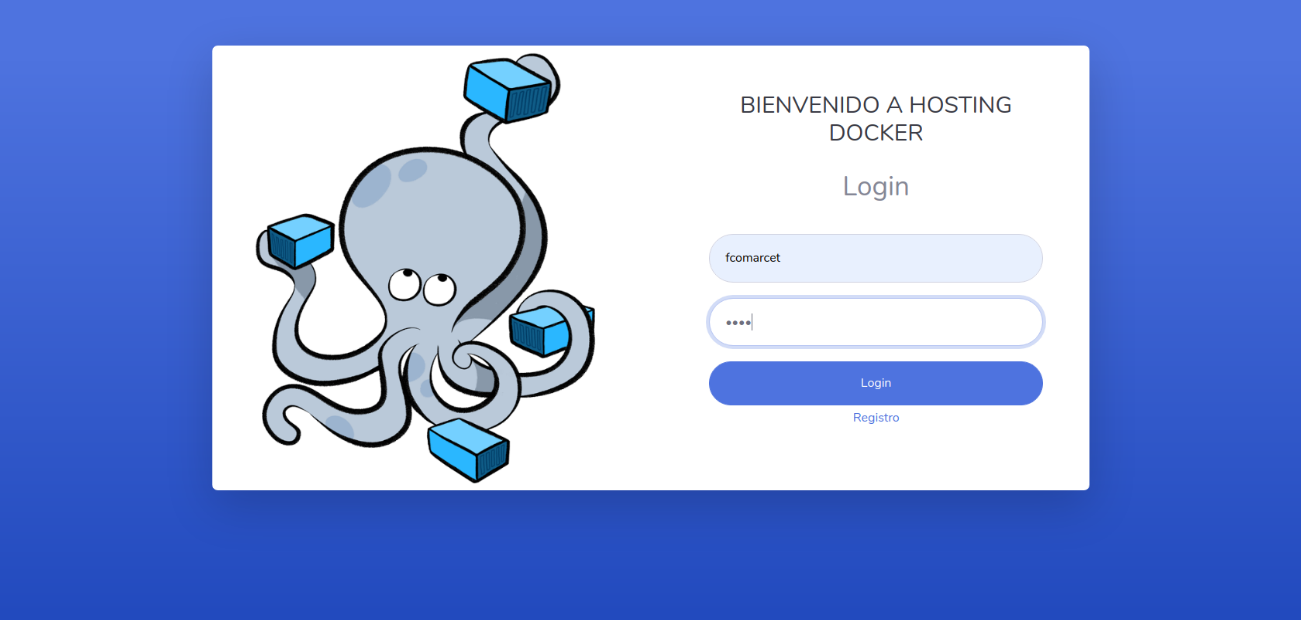 BIENVENIDO A HOSTING
DOCKER
Login
fcomarcet
••••
Login
Registro